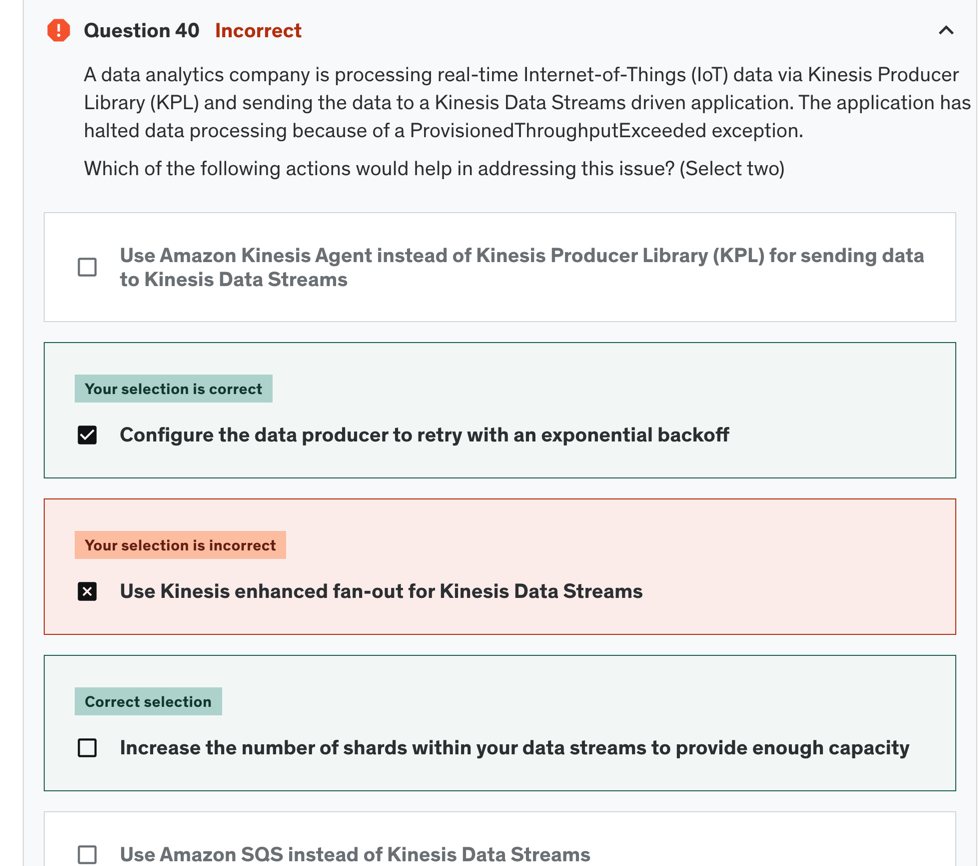 Question 40 Incorrect
A data analytics company is processing real-time Internet-of-Things (IoT) data via Kinesis Producer
Library (KPL) and sending the data to a Kinesis Data Streams driven application. The application has
halted data processing because of a ProvisionedThroughputExceeded exception.
Which of the following actions would help in addressing this issue? (Select two)
Use Amazon Kinesis Agent instead of Kinesis Producer Library (KPL) for sending data
to Kinesis Data Streams
Your selection is correct
Configure the data producer to retry with an exponential backoff
Your selection is incorrect
Use Kinesis enhanced fan-out for Kinesis Data Streams
Correct selection
Increase the number of shards within your data streams to provide enough capacity
Use Amazon SQS instead of Kinesis Data Streams